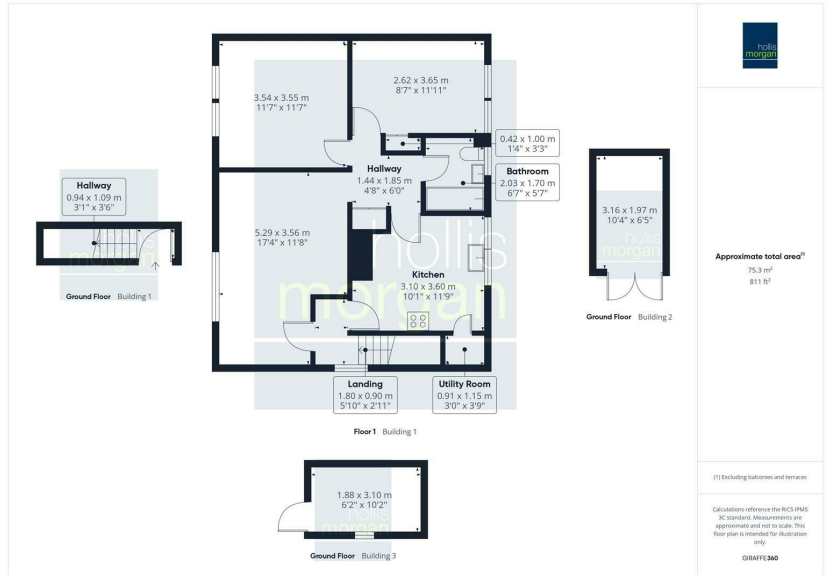 hollis
morgan
3.54 x 3.55 m
11'7" x 11'7"
2.62 x 3.65 m
8'7" x 11'11"
0.42 x 1.00 m
1'4" x 3'3"
Hallway
1.44 x 1.85 m
4'8" x 6'0"
Bathroom
2.03 x 1.70 m
6'7" x 5'7"
Hallway
0.94 x 1.09 m
3'1" x 3'6"
morgan
Ground Floor Building 1
5.29 x 3.56 m
17'4" x 11'8"
hollis
morgan
Kitchen
3.10 x 3.60 m
10'1" x 11'9"
3.16 x 1.97 m
10'4" x 6'5"
hollis
morgan
Ground Floor Building 2
Approximate total area(1)
75.3 m²
811 ft²
Landing
1.80 x 0.90 m
5'10" x 2'11"
Utility Room
0.91 x 1.15 m
3'0" x 3'9"
Floor 1 Building 1
1.88 x 3.10 m
6'2" x 10'2"
hollis
morgan
Ground Floor Building 3
(1) Excluding balconies and terraces
Calculations reference the RICS IPMS
3C standard. Measurements are
approximate and not to scale. This
floor plan is intended for illustration
only.
GIRAFFE360